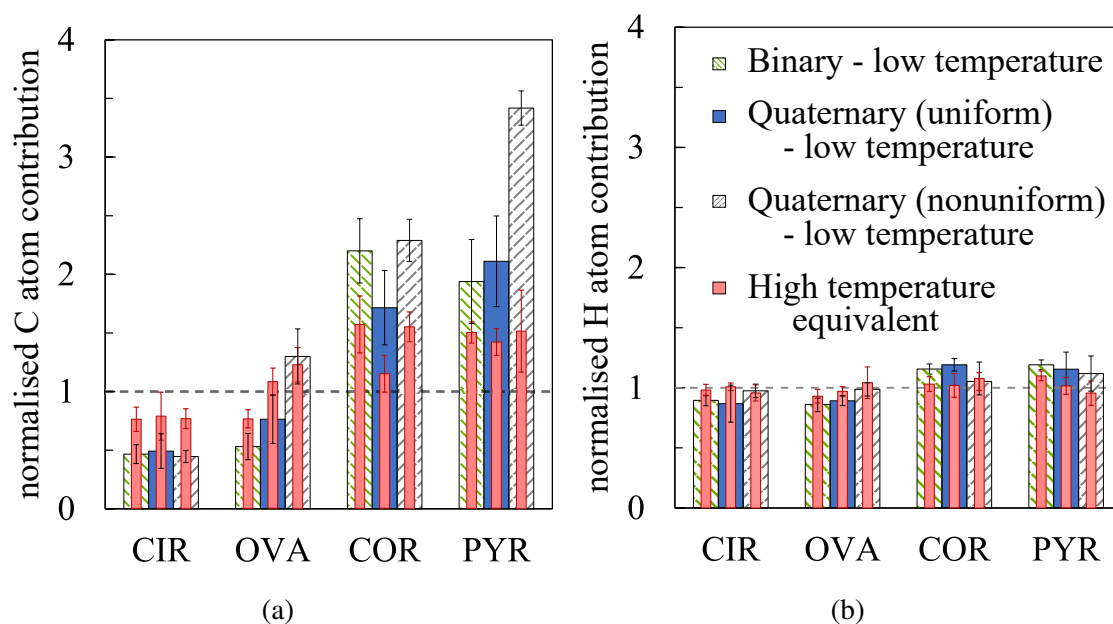 normalised C atom contribution
4
3
2
1
0
CIR OVA COR PYR
(a)
normalised H atom contribution
4
3
2
1
0
Binary - low temperature
Quaternary (uniform)
- low temperature
Quaternary (nonuniform)
- low temperature
High temperature
equivalent
CIR OVA COR PYR
(b)